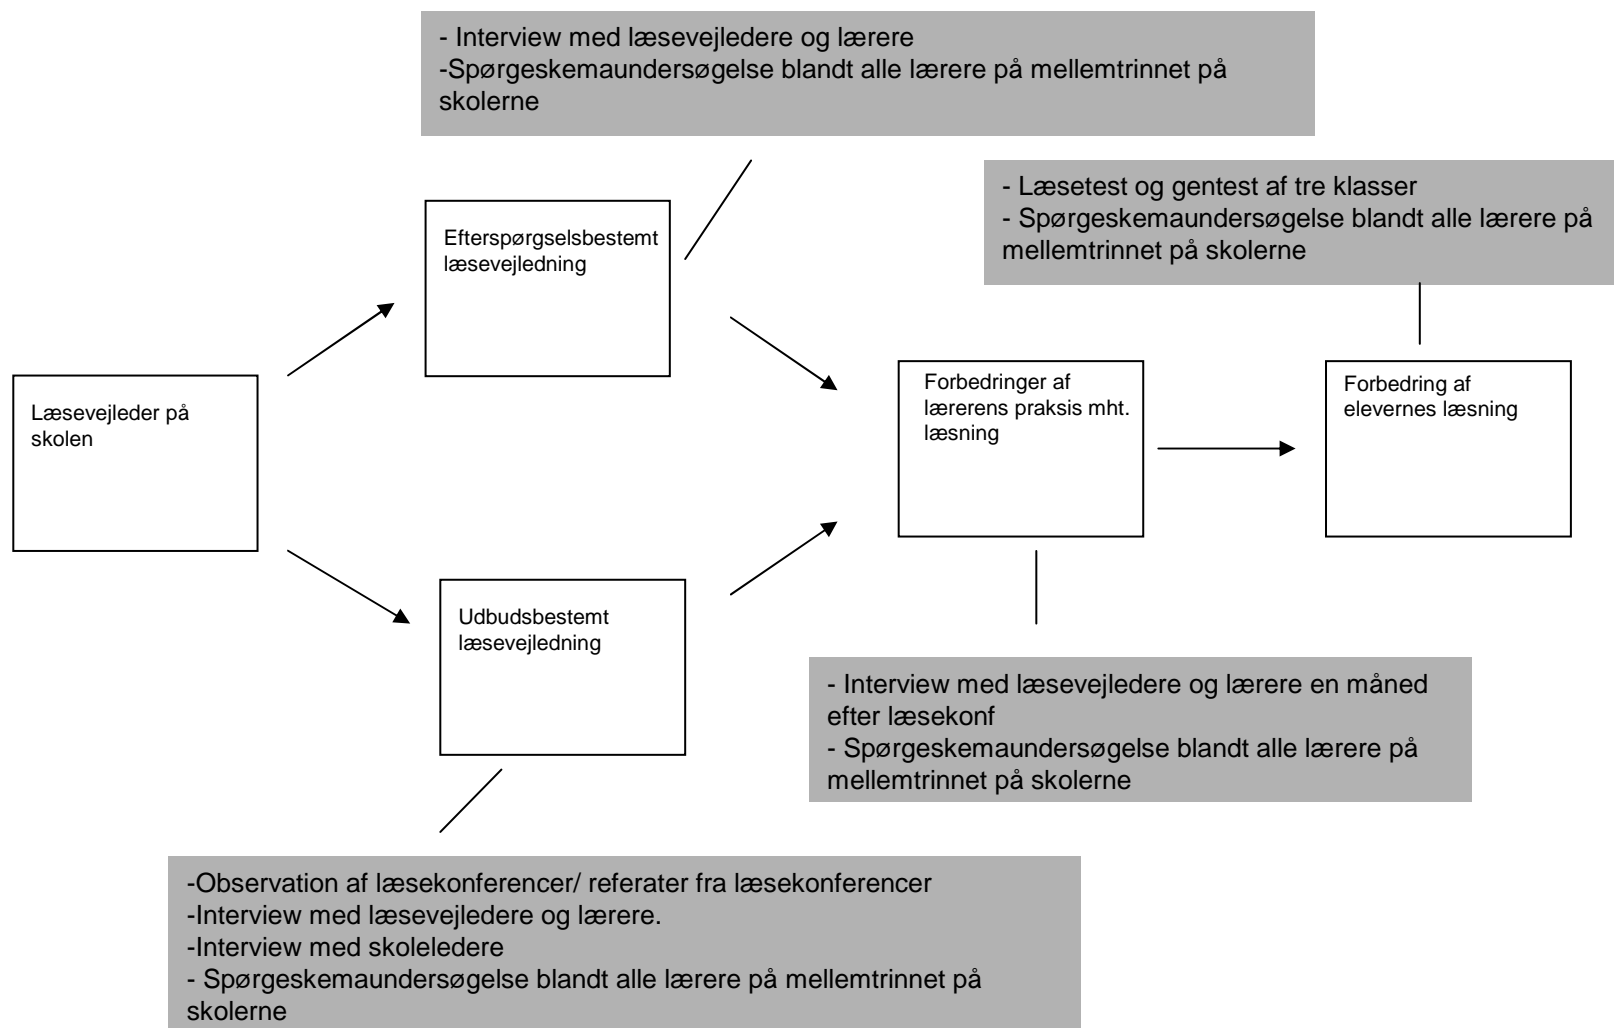 - Interview med læsevejledere og lærere
-Spørgeskemaundersøgelse blandt alle lærere på mellemtrinnet på
skolerne
- Læsetest og gentest af tre klasser
- Spørgeskemaundersøgelse blandt alle lærere på
mellemtrinnet på skolerne
Efterspørgselsbestemt
læsevejledning
Læsevejleder på
skolen
Forbedringer af
lærerens praksis mht.
læsning
Forbedring af
elevernes læsning
Udbudsbestemt
læsevejledning
- Interview med læsevejledere og lærere en måned
efter læsekonf
- Spørgeskemaundersøgelse blandt alle lærere på
mellemtrinnet på skolerne
-Observation af læsekonferencer/ referater fra læsekonferencer
-Interview med læsevejledere og lærere.
-Interview med skoleledere
- Spørgeskemaundersøgelse blandt alle lærere på mellemtrinnet på
skolerne